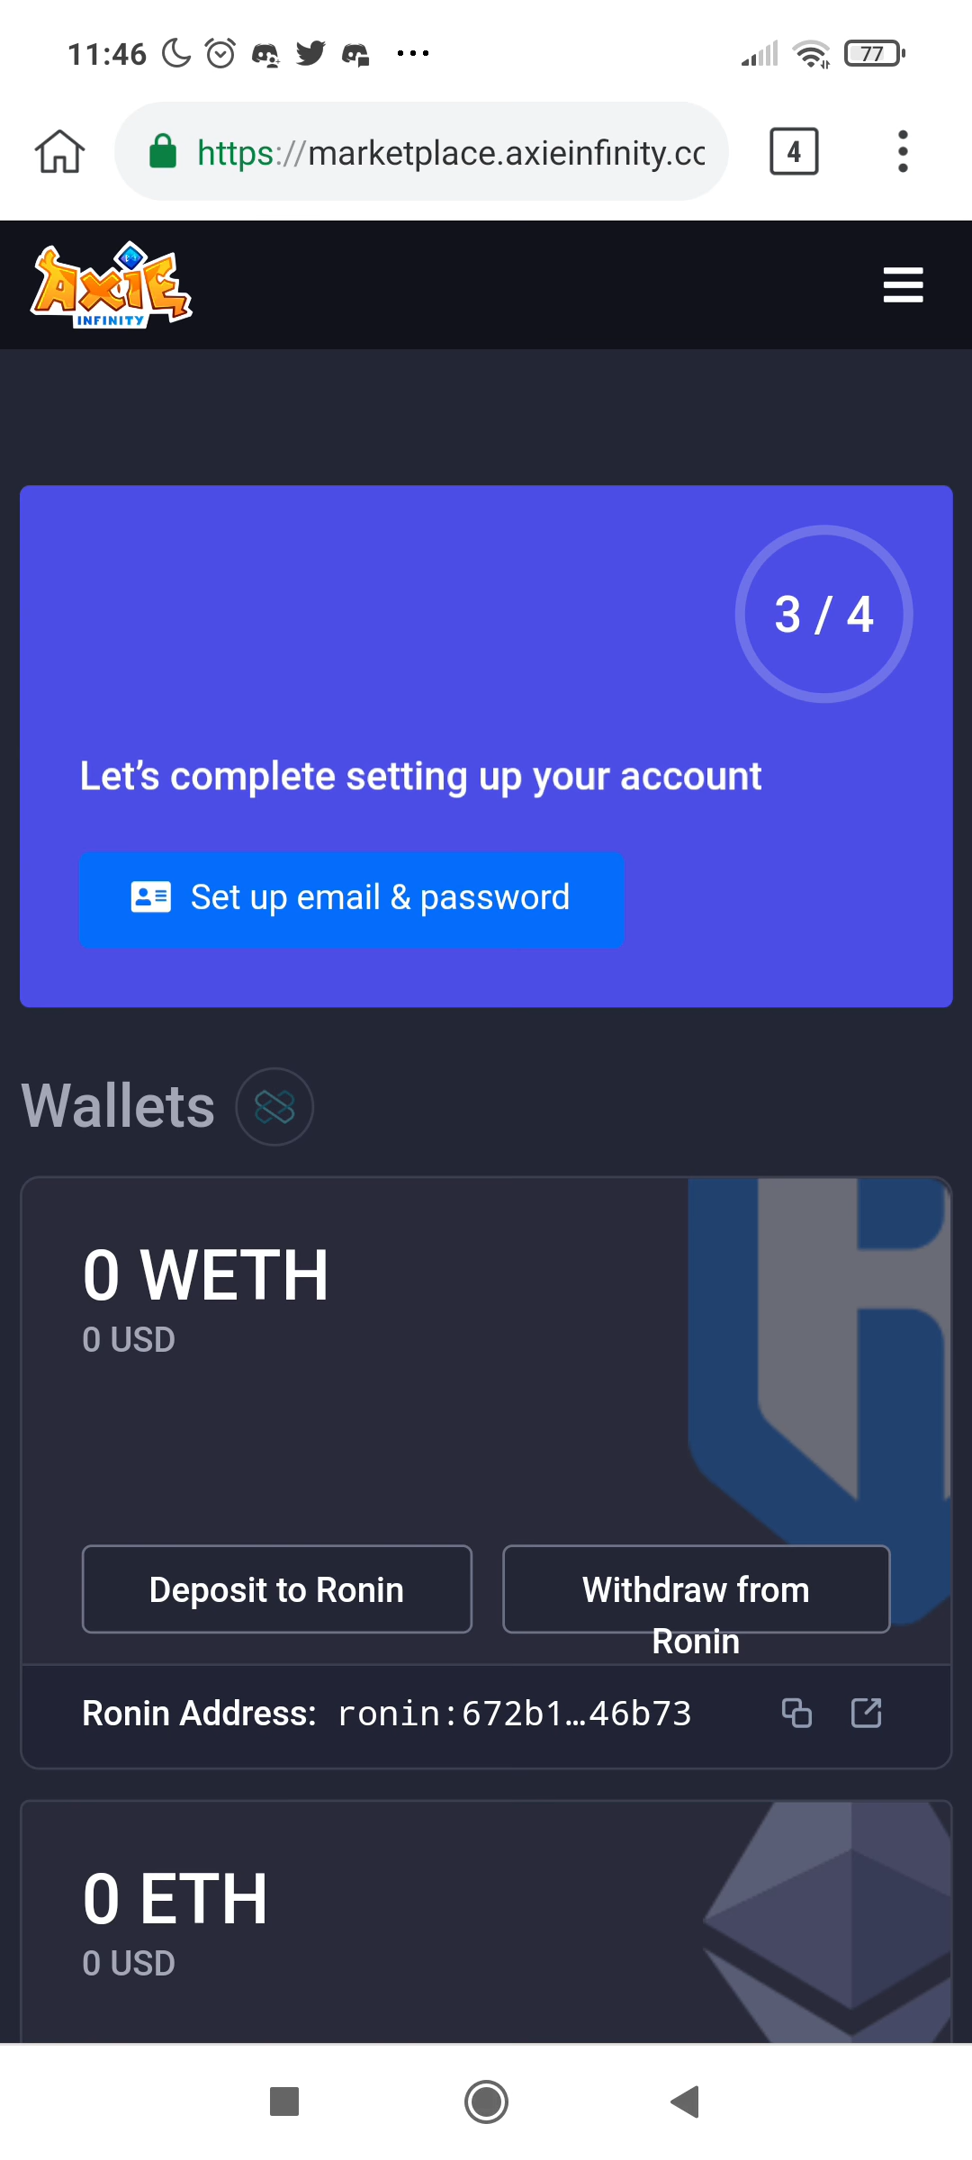 11:46
77
https://marketplace.axieinfinity.cc
4
AXIE
INFINITY
3 / 4
Let’s complete setting up your account
Set up email & password
Wallets
0 WETH
0 USD
Deposit to Ronin
Withdraw from
Ronin
Ronin Address: ronin:672b1…46b73
0 ETH
0 USD